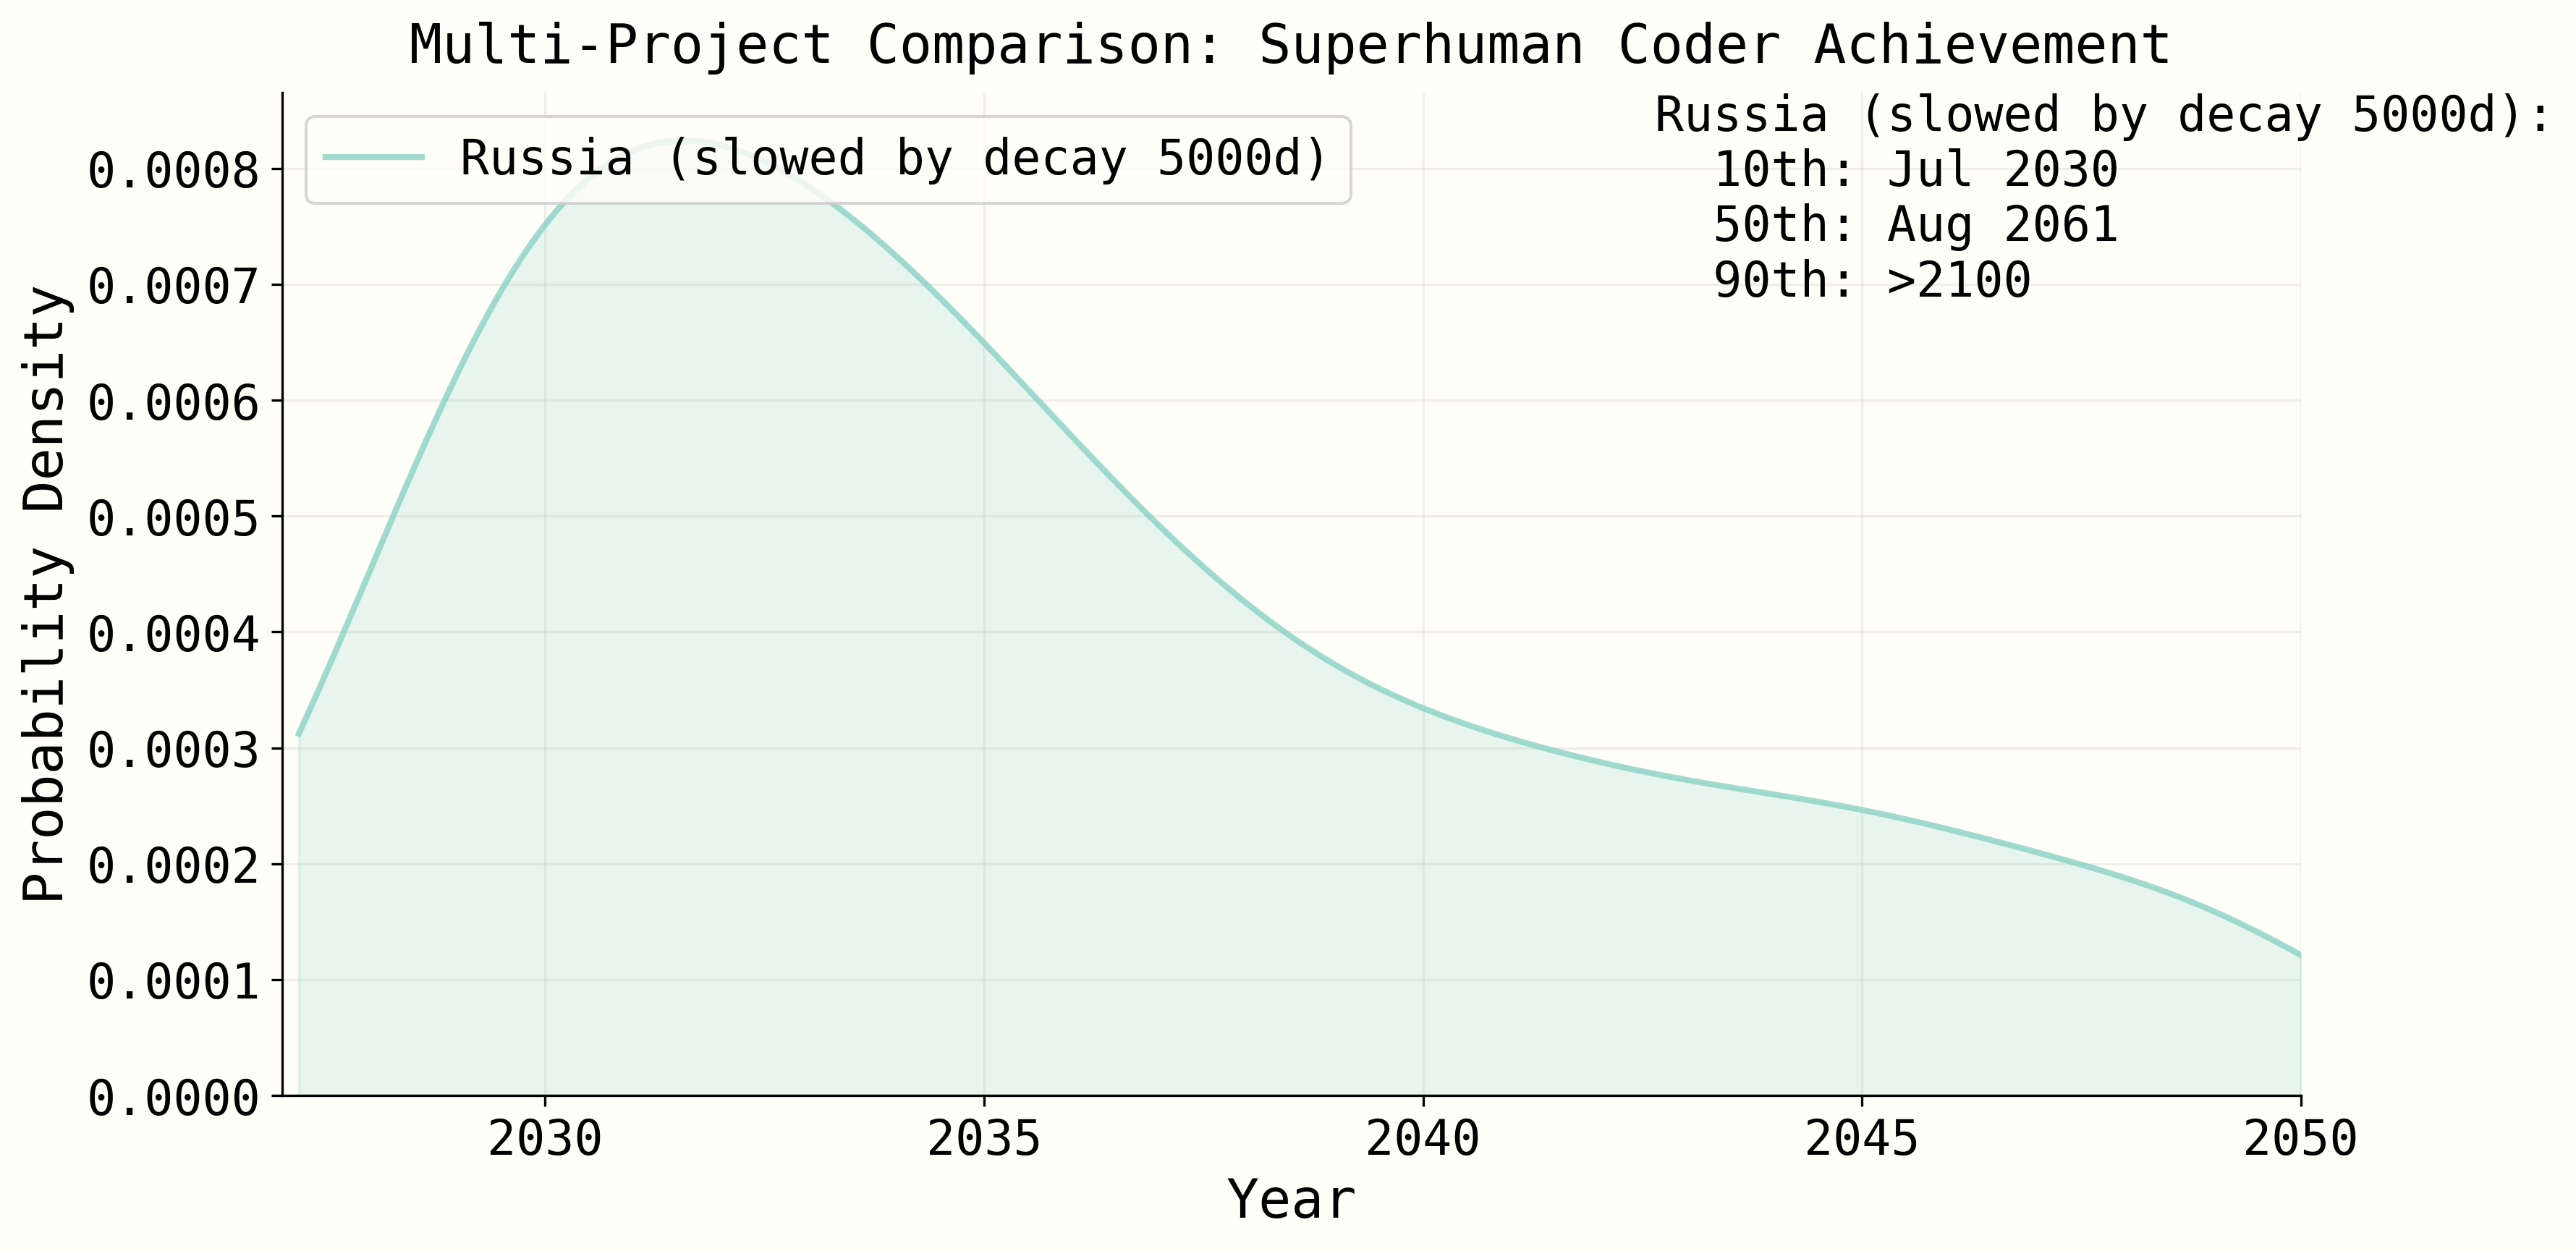 Multi-Project Comparison: Superhuman Coder Achievement
Russia (slowed by decay 5000d)
Russia (slowed by decay 5000d):
10th: Jul 2030
50th: Aug 2061
90th: >2100
Probability Density
0.0008
0.0007
0.0006
0.0005
0.0004
0.0003
0.0002
0.0001
0.0000
2030 2035 2040 2045 2050
Year